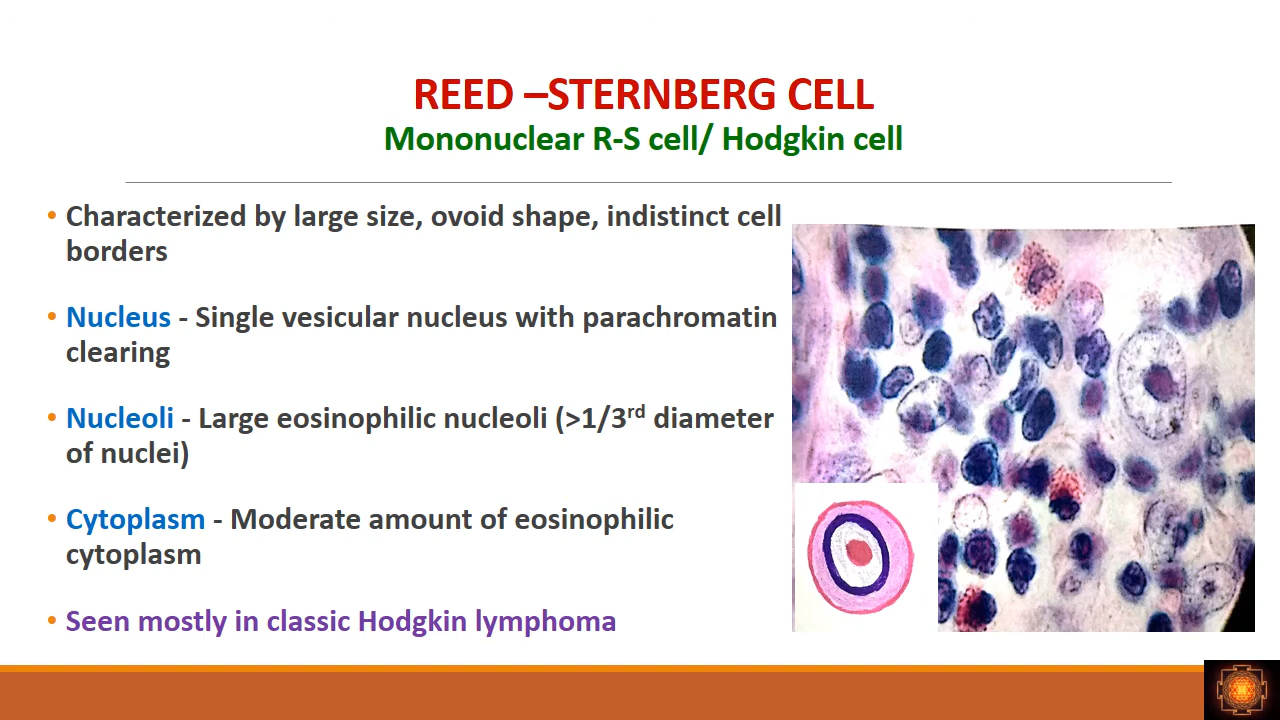 REED –STERNBERG CELL
Mononuclear R-S cell/ Hodgkin cell
• Characterized by large size, ovoid shape, indistinct cell
borders
• Nucleus - Single vesicular nucleus with parachromatin
clearing
• Nucleoli - Large eosinophilic nucleoli (>1/3rd diameter
of nuclei)
• Cytoplasm - Moderate amount of eosinophilic
cytoplasm
• Seen mostly in classic Hodgkin lymphoma